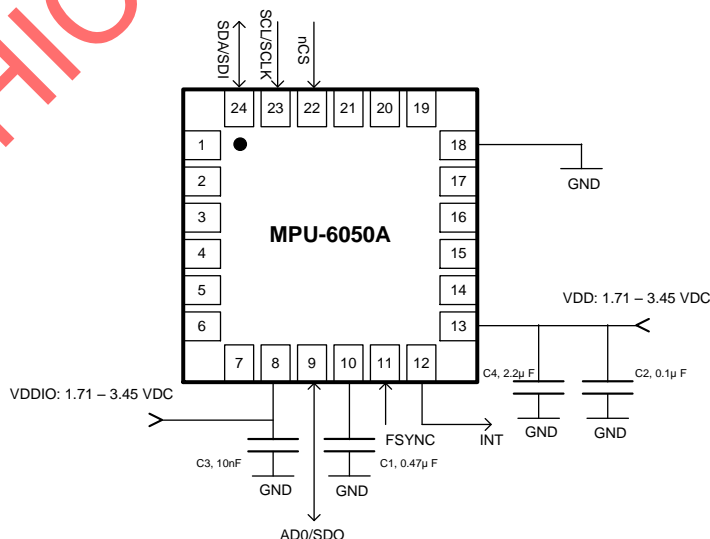 HIO
SDA/SDI
SCL/SCLK
nCS
24 23 22 21 20 19
1
2
3
4
5
6
18
17
16
15
14
13
MPU-6050A
GND
VDD: 1.71 – 3.45 VDC
7 8 9 10 11 12
C4, 2.2µ F
C2, 0.1µ F
GND
GND
VDDIO: 1.71 – 3.45 VDC
FSYNC
INT
C3, 10nF
C1, 0.47µ F
GND
GND
AD0/SDO